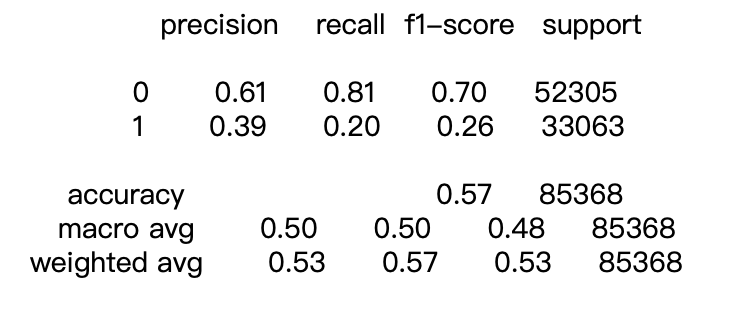 precision recall f1-score support
0 0.61 0.81 0.70 52305
1 0.39 0.20 0.26 33063
accuracy 0.57 85368
macro avg 0.50 0.50 0.48 85368
weighted avg 0.53 0.57 0.53 85368